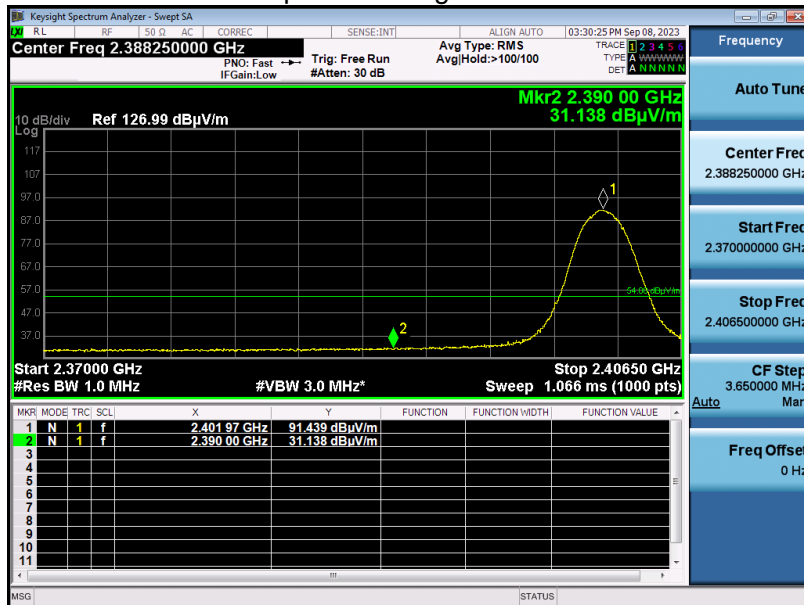 Keysight Spectrum Analyzer - Swept SA
RL RF 50 Ω AC CORREC SENSE:INT ALIGN AUTO 03:30:25 PM Sep 08, 2023
Center Freq 2.388250000 GHz
PNO: Fast
IFGain:Low
Trig: Free Run
#Atten: 30 dB
Avg Type: RMS
Avg|Hold:>100/100
TRACE 1 2 3 4 5 6
TYPE A WWWWW
DET A N N N N N
Mkr2 2.390 00 GHz
31.138 dBµV/m
10 dB/div Ref 126.99 dBµV/m
Log
117
107
97.0
87.0
77.0
67.0
57.0
47.0
37.0
1
2
Start 2.37000 GHz Stop 2.40650 GHz
#Res BW 1.0 MHz #VBW 3.0 MHz* Sweep 1.066 ms (1000 pts)
MKR MODE TRC SCL X Y FUNCTION FUNCTION WIDTH FUNCTION VALUE
1 N 1 f 2.401 97 GHz 91.439 dBµV/m
2 N 1 f 2.390 00 GHz 31.138 dBµV/m
3
4
5
6
7
8
9
10
11
MSG STATUS
Frequency
Auto Tune
Center Freq
2.388250000 GHz
Start Freq
2.370000000 GHz
Stop Freq
2.406500000 GHz
CF Step
3.650000 MHz
Auto Man
Freq Offset
0 Hz